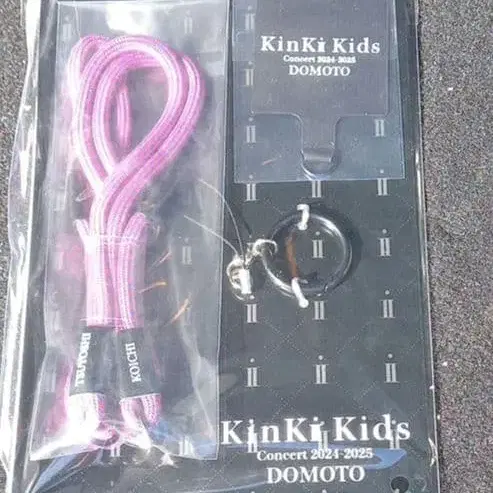 KinKi Kids
Concert 2024-2025
DOMOTO
TSUYOSHI
KOICHI
KinKi Kids
Concert 2024-2025
DOMOTO